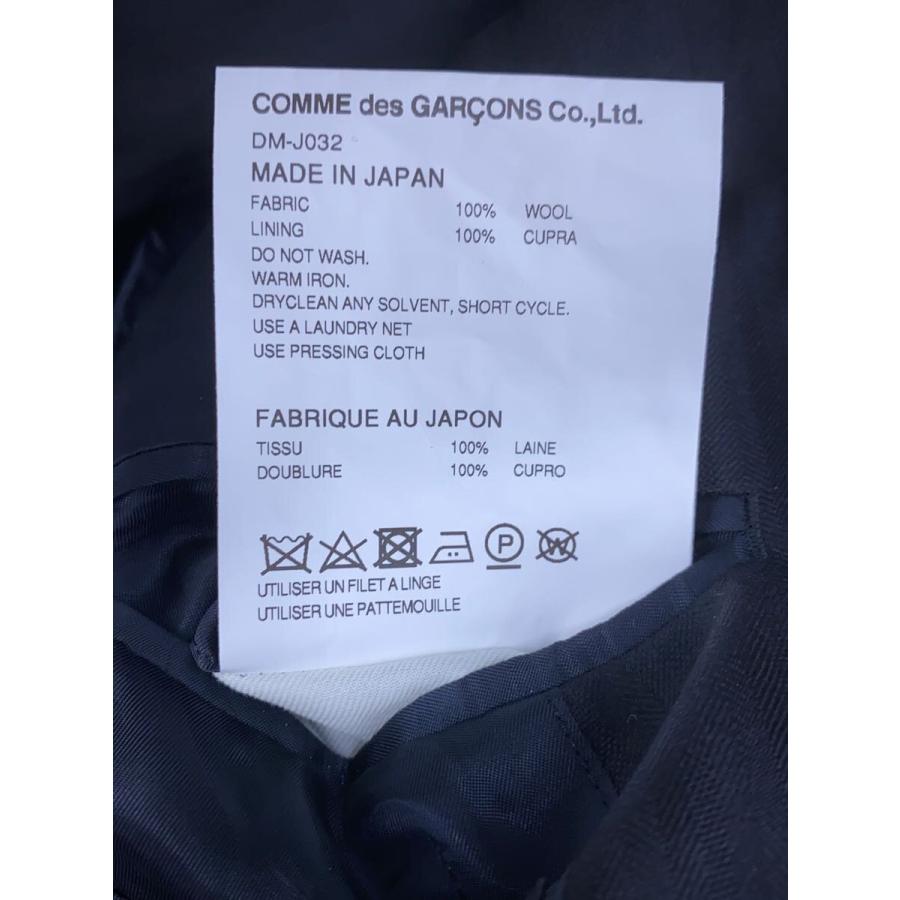 COMME des GARÇONS Co.,Ltd.
DM-J032
MADE IN JAPAN
FABRIC 100% WOOL
LINING 100% CUPRA
DO NOT WASH.
WARM IRON.
DRYCLEAN ANY SOLVENT, SHORT CYCLE.
USE A LAUNDRY NET
USE PRESSING CLOTH
FABRIQUE AU JAPON
TISSU 100% LAINE
DOUBLURE 100% CUPRO
P W
UTILISER UN FILET A LINGE
UTILISER UNE PATTEMOUILLE